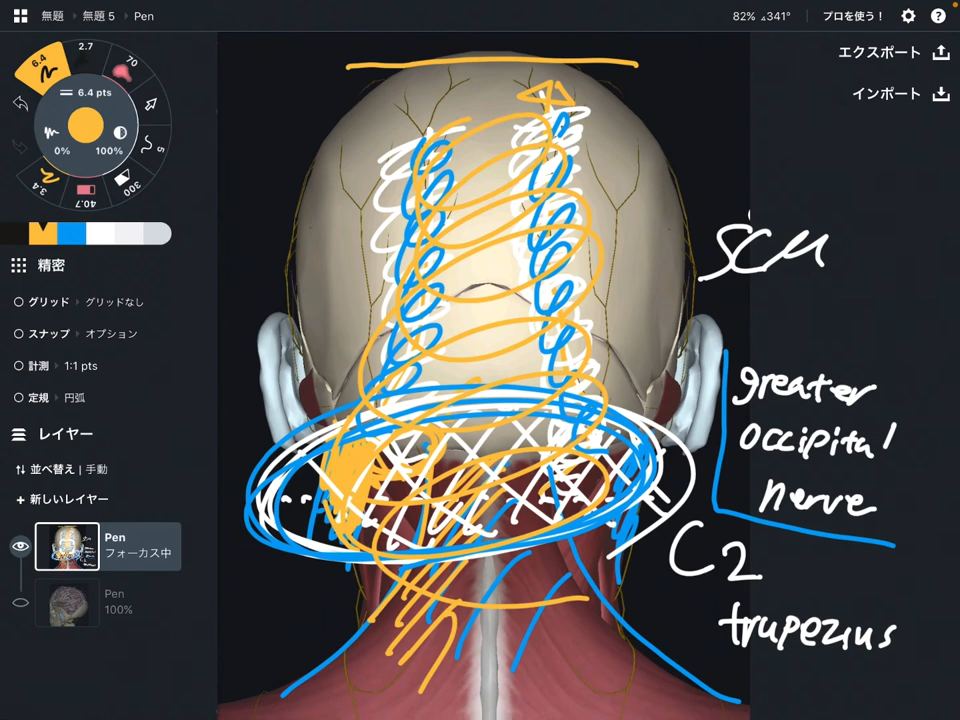 無題 ▸ 無題 5 ▸ Pen
82% ⊿341°
プロを使う!
エクスポート
インポート
2.7
6.4
70
6.4 pts
0% 100%
5
3.4
40.7
300
精密
グリッド ▸ グリッドなし
スナップ ▸ オプション
計測 ▸ 1:1 pts
定規 ▸ 円弧
レイヤー
並べ替え | 手動
+ 新しいレイヤー
Pen
フォーカス中
Pen
100%
SCM
greater
occipital
nerve
C2
trapezius